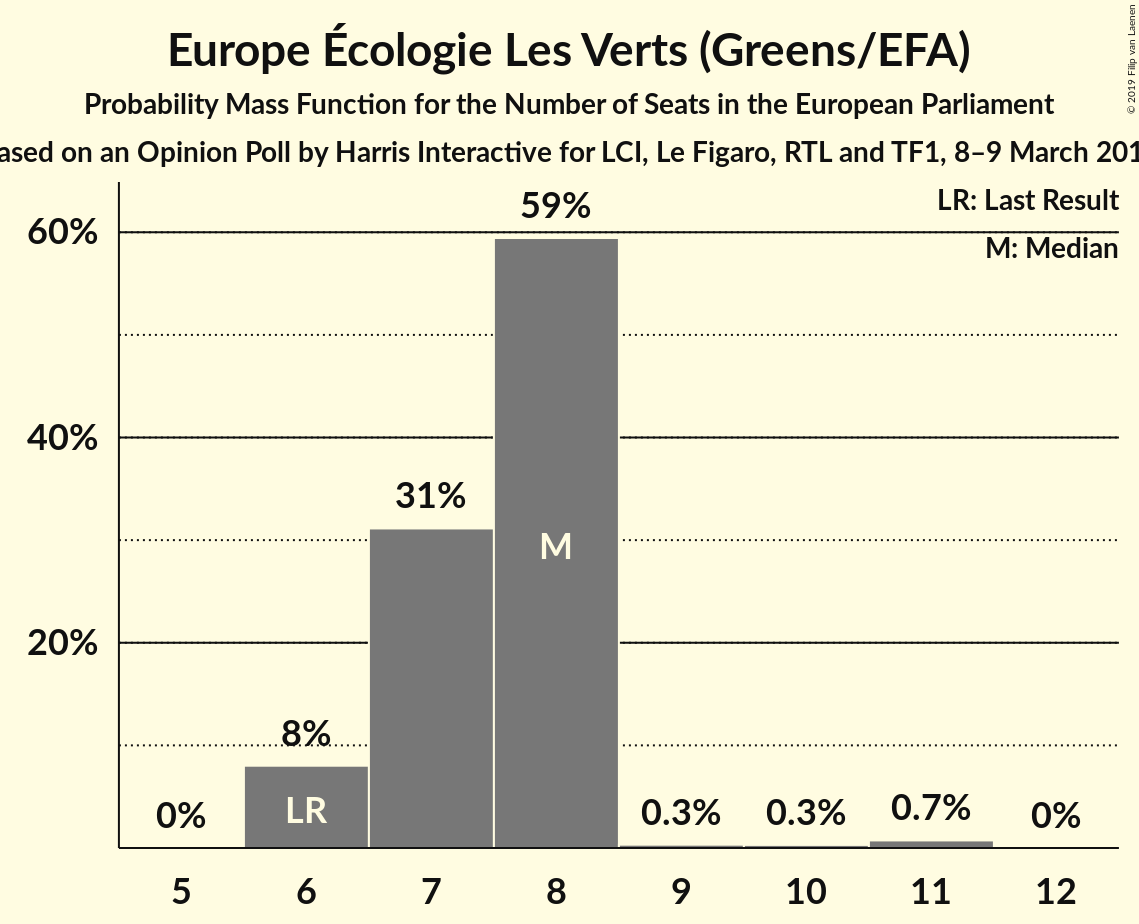 Europe Écologie Les Verts (Greens/EFA)
Probability Mass Function for the Number of Seats in the European Parliament
ased on an Opinion Poll by Harris Interactive for LCI, Le Figaro, RTL and TF1, 8–9 March 201
© 2019 Filip van Laenen
LR: Last Result
M: Median
60%
40%
20%
0%
8%
31%
59%
0.3%
0.3%
0.7%
0%
LR
M
5 6 7 8 9 10 11 12